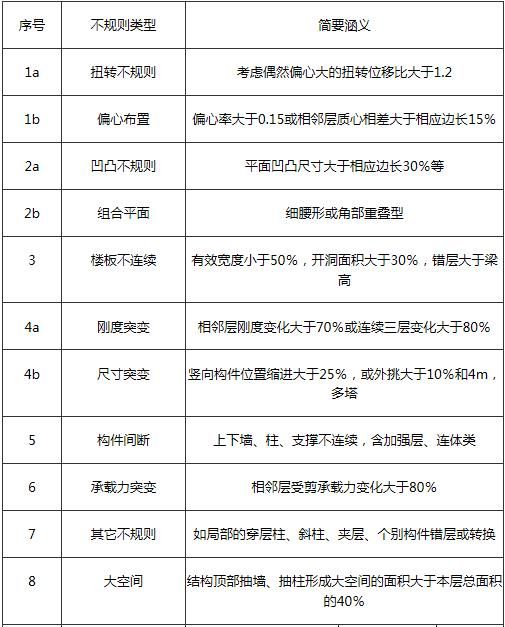 序号 不规则类型 简要涵义
1a 扭转不规则 考虑偶然偏心大的扭转位移比大于1.2
1b 偏心布置 偏心率大于0.15或相邻层质心相差大于相应边长15%
2a 凹凸不规则 平面凹凸尺寸大于相应边长30%等
2b 组合平面 细腰形或角部重叠型
3 楼板不连续 有效宽度小于50%，开洞面积大于30%，错层大于梁
高
4a 刚度突变 相邻层刚度变化大于70%或连续三层变化大于80%
4b 尺寸突变 竖向构件位置缩进大于25%，或外挑大于10%和4m，
多塔
5 构件间断 上下墙、柱、支撑不连续，含加强层、连体类
6 承载力突变 相邻层受剪承载力变化大于80%
7 其它不规则 如局部的穿层柱、斜柱、夹层、个别构件错层或转换
8 大空间 结构顶部抽墙、抽柱形成大空间的面积大于本层总面积
的40%